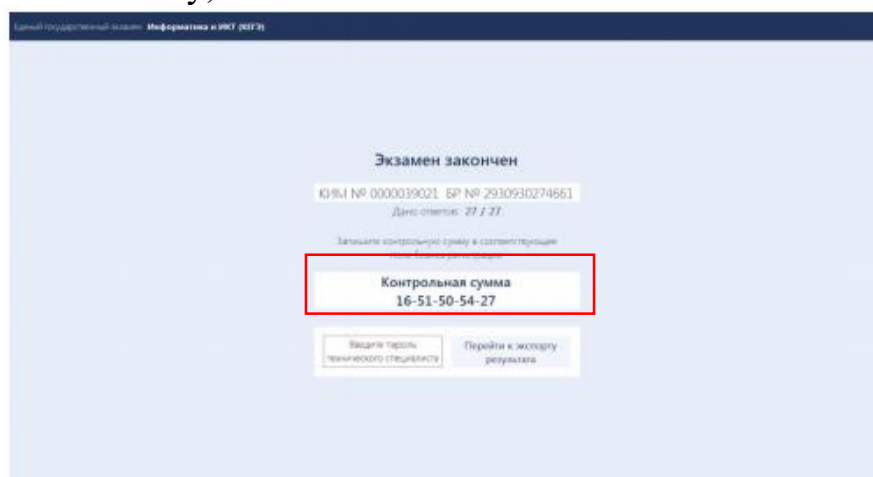 Единый государственный экзамен Информатика и ИКТ (КЕГЭ)
Экзамен закончен
КИМ № 0000039021 БР № 2930930274661
Дано ответов: 27 / 27
Запишите контрольную сумму в соответствующее
поле бланка регистрации
Контрольная сумма
16-51-50-54-27
Введите пароль
технического специалиста
Перейти к экспорту
результата